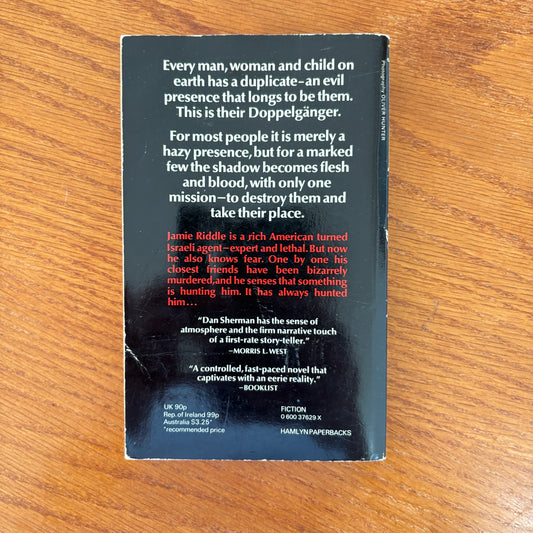 Every man, woman and child on
earth has a duplicate–an evil
presence that longs to be them.
This is their Doppelgänger.
For most people it is merely a
hazy presence, but for a marked
few the shadow becomes flesh
and blood, with only one
mission–to destroy them and
take their place.
Jamie Riddle is a rich American turned
Israeli agent–expert and lethal. But now
he also knows fear. One by one his
closest friends have been bizarrely
murdered, and he senses that something
is hunting him. It has always hunted
him...
“Dan Sherman has the sense of
atmosphere and the firm narrative touch
of a first-rate story-teller.”
–MORRIS L. WEST
“A controlled, fast-paced novel that
captivates with an eerie reality.”
–BOOKLIST
UK 90p
Rep. of Ireland 99p
Australia $3.25*
*recommended price
FICTION
0 600 37629 X
HAMLYN PAPERBACKS
Photography OLIVER HUNTER